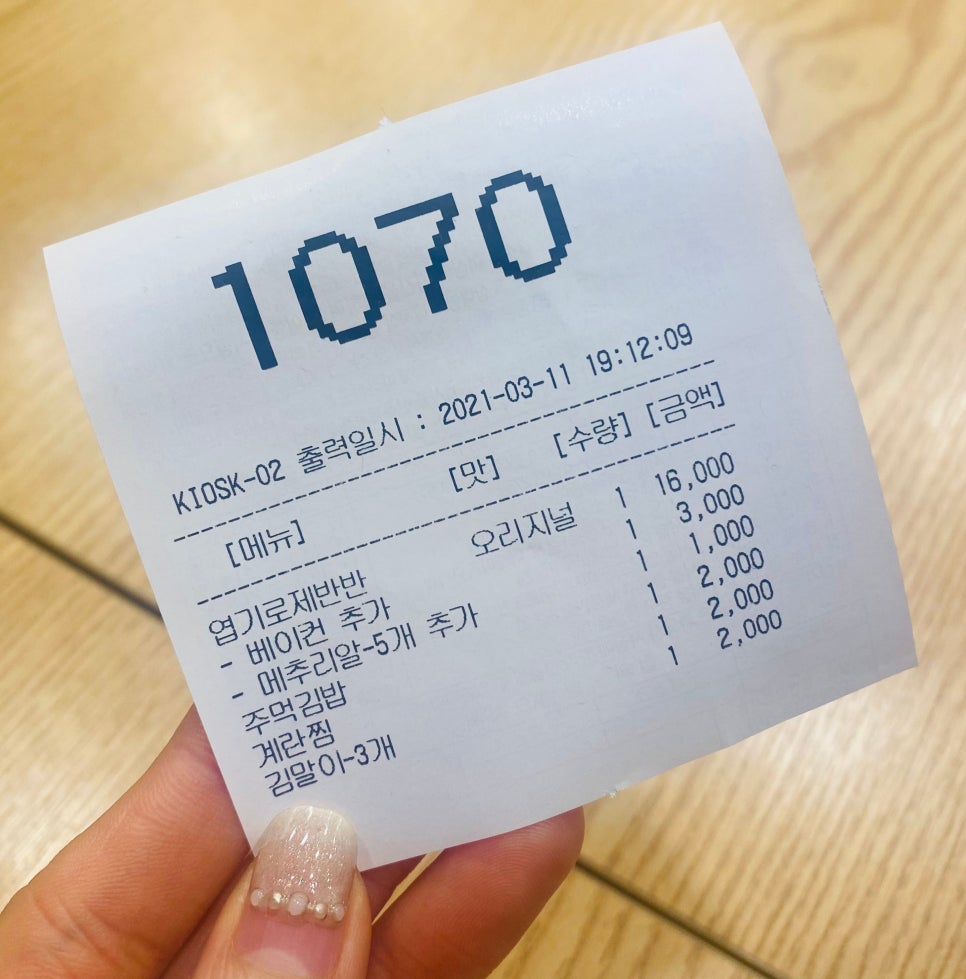 1070
KIOSK-02 출력일시 : 2021-03-11 19:12:09
[메뉴] [맛] [수량] [금액]
엽기로제반반 오리지널 1 16,000
- 베이컨 추가 1 3,000
- 메추리알-5개 추가 1 1,000
주먹김밥 1 2,000
계란찜 1 2,000
김말이-3개 1 2,000